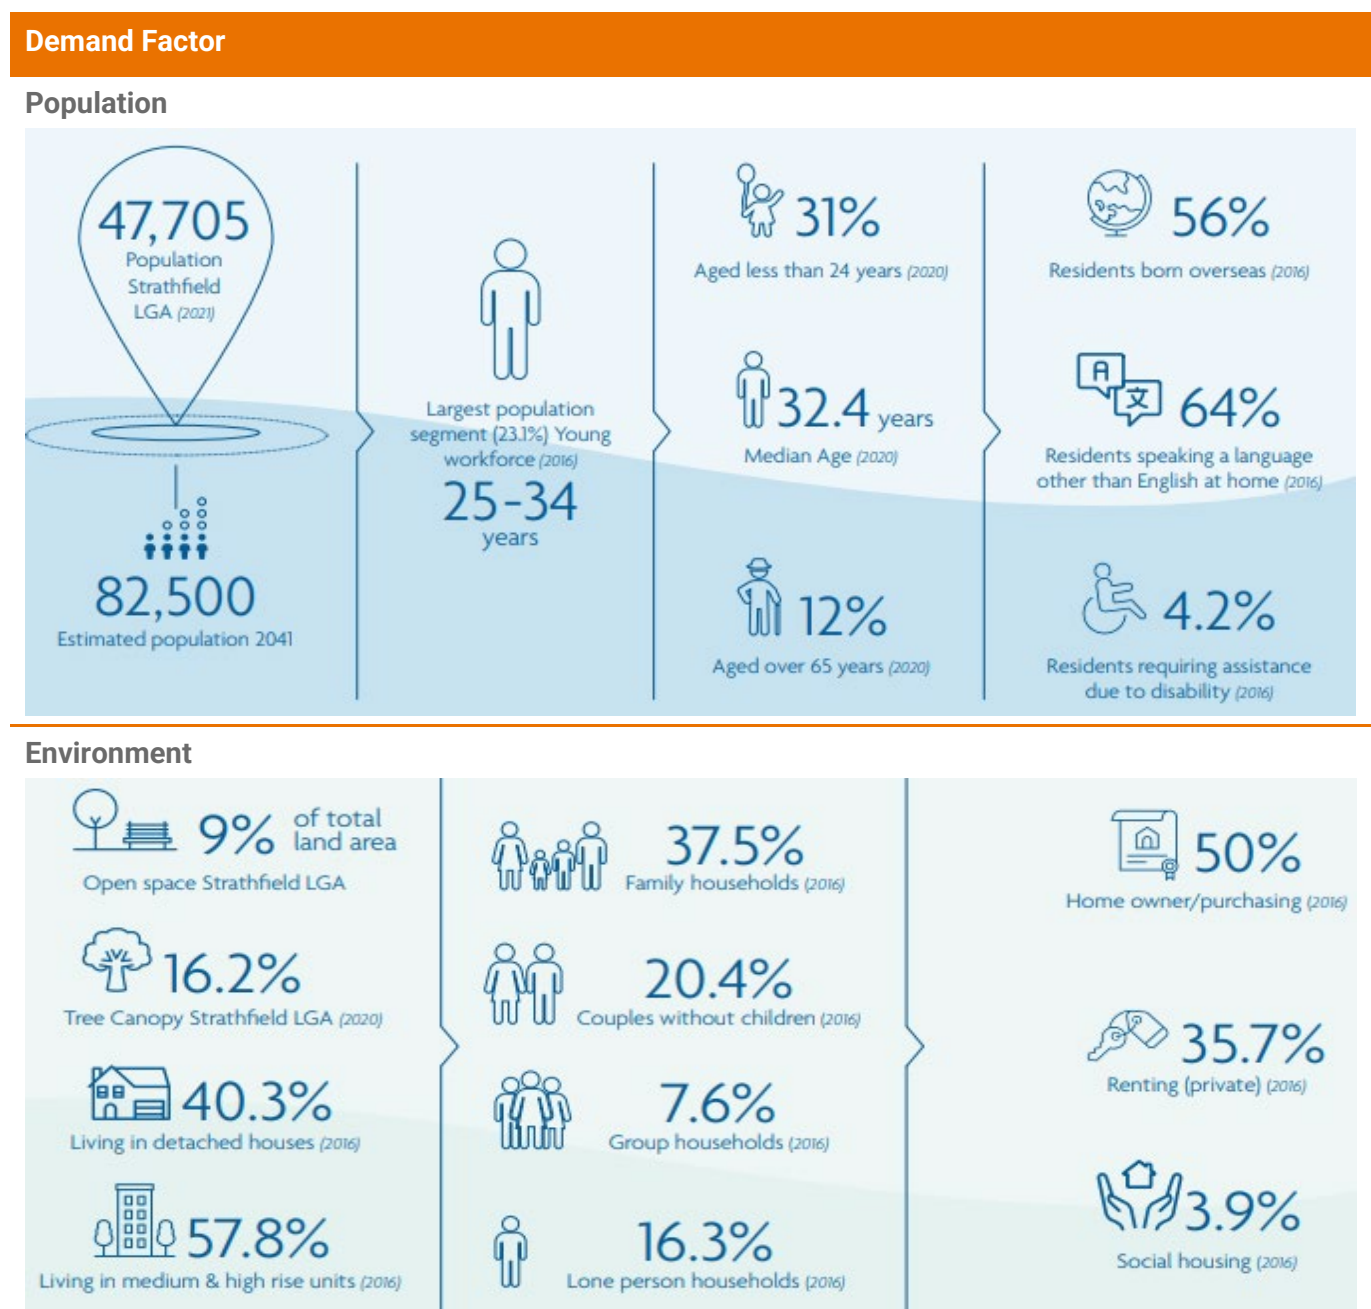 Demand Factor
Population
47,705
Population
Strathfield
LGA (2021)
82,500
Estimated population 2041
Largest population
segment (23.1%) Young
workforce (2016)
25-34
years
31%
Aged less than 24 years (2020)
32.4 years
Median Age (2020)
12%
Aged over 65 years (2020)
56%
Residents born overseas (2016)
A
文
64%
Residents speaking a language
other than English at home (2016)
4.2%
Residents requiring assistance
due to disability (2016)
Environment
9% of total
land area
Open space Strathfield LGA
16.2%
Tree Canopy Strathfield LGA (2020)
40.3%
Living in detached houses (2016)
57.8%
Living in medium & high rise units (2016)
37.5%
Family households (2016)
20.4%
Couples without children (2016)
7.6%
Group households (2016)
16.3%
Lone person households (2016)
50%
Home owner/purchasing (2016)
35.7%
Renting (private) (2016)
3.9%
Social housing (2016)